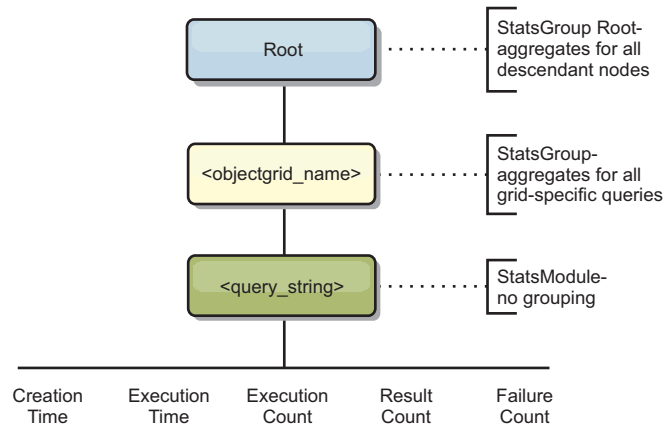 Root
StatsGroup Root-
aggregates for all
descendant nodes
<objectgrid_name>
StatsGroup-
aggregates for all
grid-specific queries
<query_string>
StatsModule-
no grouping
Creation
Time
Execution
Time
Execution
Count
Result
Count
Failure
Count